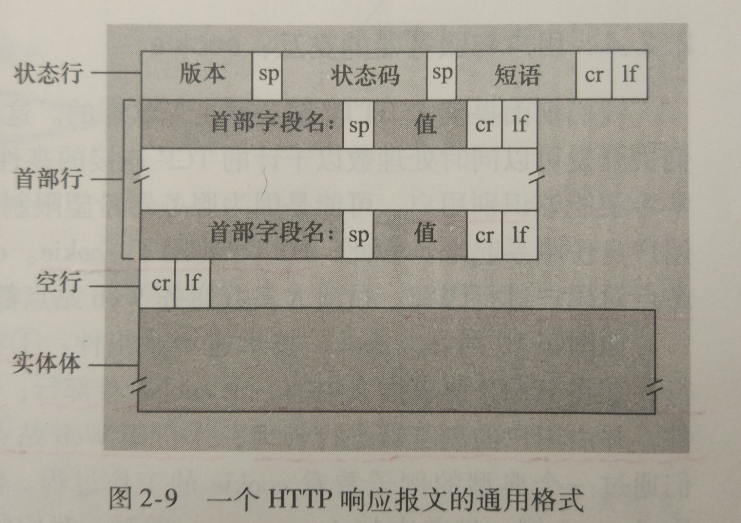 状态行 版本 sp 状态码 sp 短语 cr lf
首部字段名: sp 值 cr lf
首部行
首部字段名: sp 值 cr lf
空行 cr lf
实体体
图 2-9 一个 HTTP 响应报文的通用格式